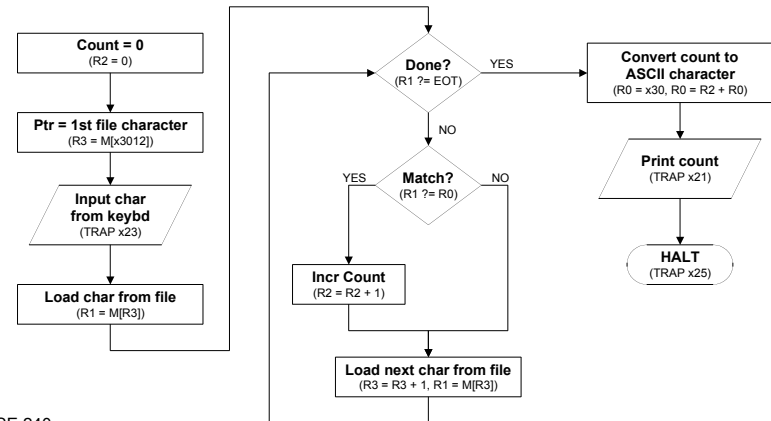 Count = 0
(R2 = 0)
Ptr = 1st file character
(R3 = M[x3012])
Input char
from keybd
(TRAP x23)
Load char from file
(R1 = M[R3])
Done?
(R1 ?= EOT)
YES
NO
Match?
(R1 ?= R0)
YES
NO
Incr Count
(R2 = R2 + 1)
Load next char from file
(R3 = R3 + 1, R1 = M[R3])
Convert count to
ASCII character
(R0 = x30, R0 = R2 + R0)
Print count
(TRAP x21)
HALT
(TRAP x25)